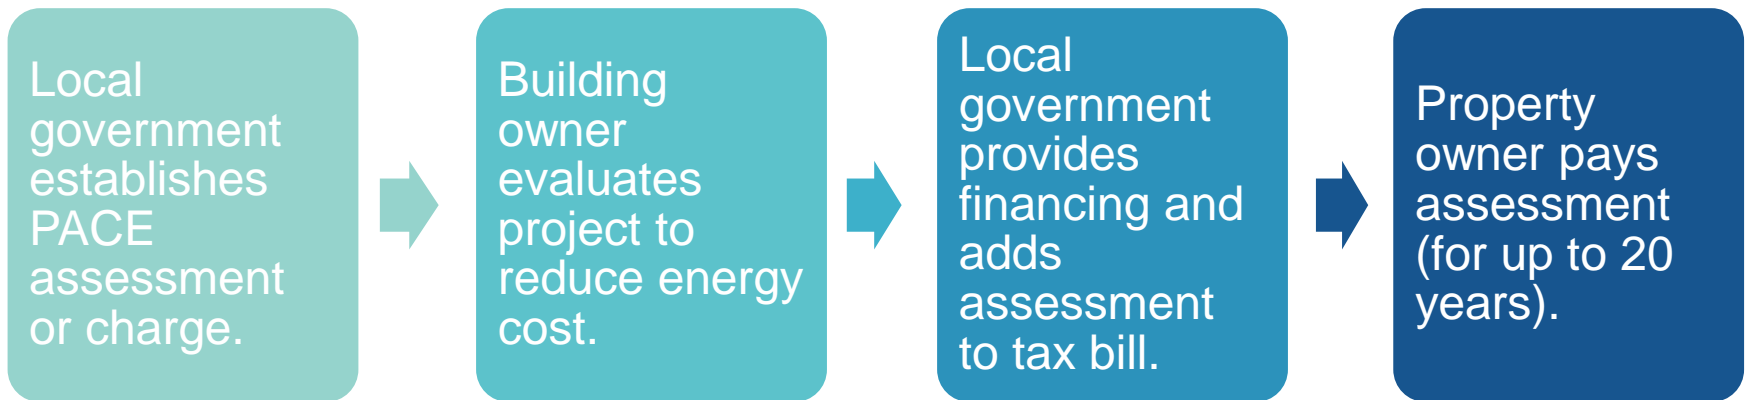 Local
government
establishes
PACE
assessment
or charge.
Building
owner
evaluates
project to
reduce energy
cost.
Local
government
provides
financing and
adds
assessment
to tax bill.
Property
owner pays
assessment
(for up to 20
years).